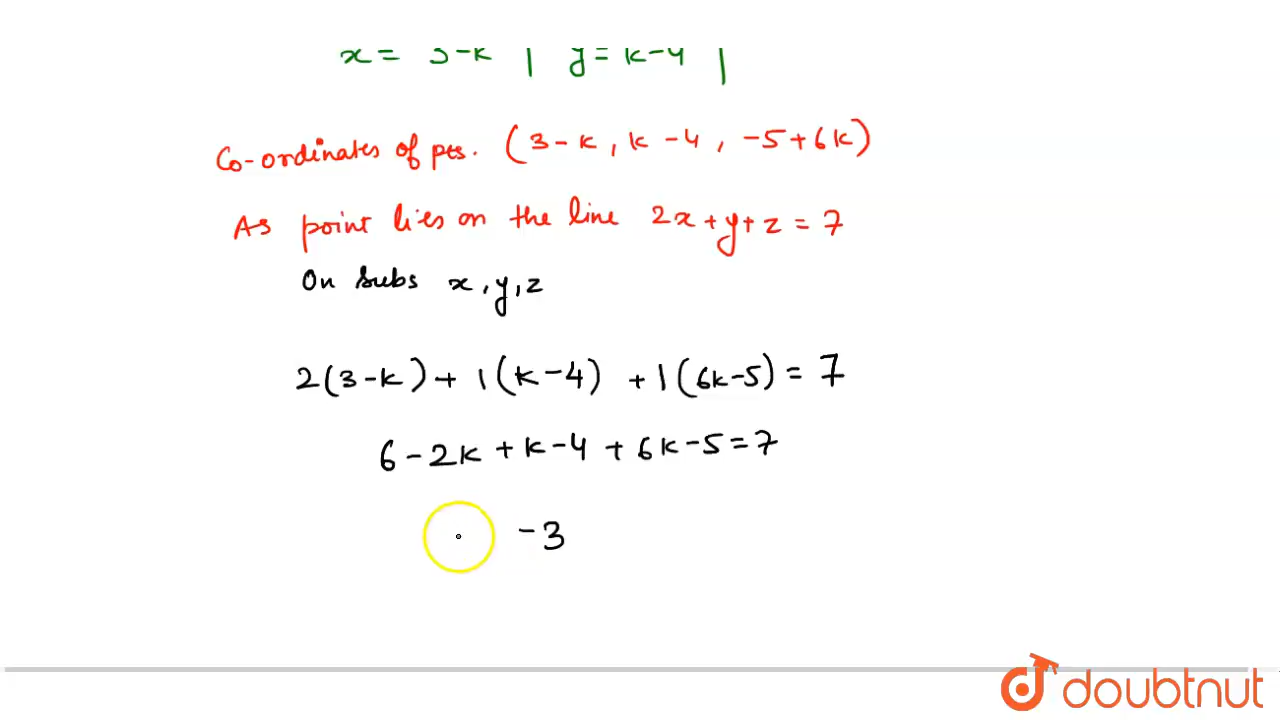 x = 3-k | y = k-4 |
Co-ordinates of pts. (3-k, k-4, -5+6k)
As point lies on the line 2x+y+z = 7
On subs x, y, z
2(3-k) + 1(k-4) + 1(6k-5) = 7
6-2k+k-4+6k-5=7
-3
doubtnut